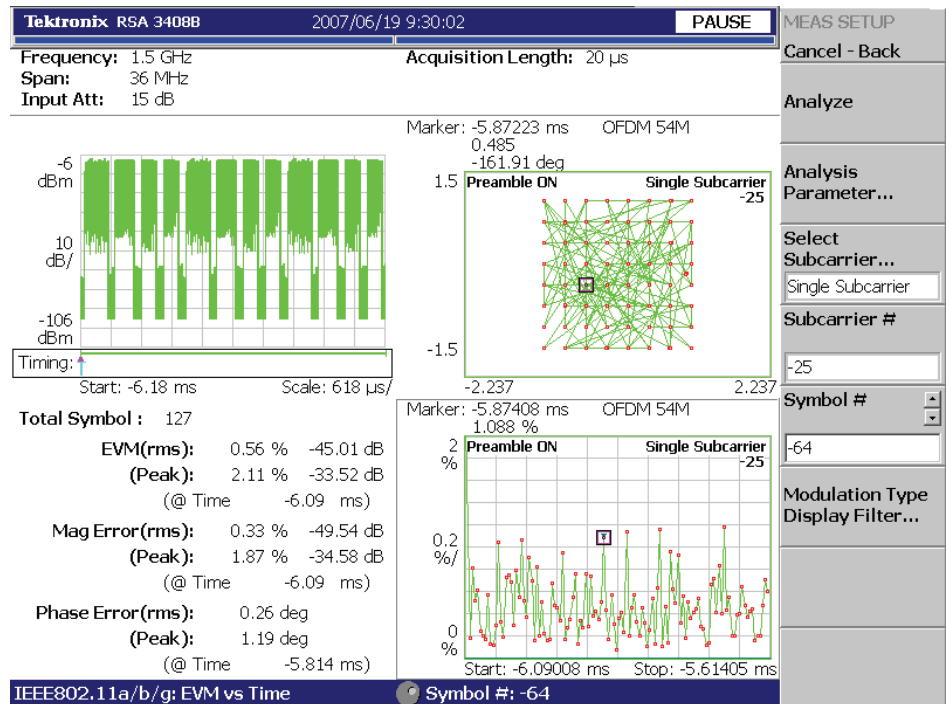 Tektronix RSA 3408B 2007/06/19 9:30:02 PAUSE
Frequency: 1.5 GHz
Span: 36 MHz
Input Att: 15 dB
Acquisition Length: 20 µs
-6
dBm
10
dB/
-106
dBm
Timing:
Start: -6.18 ms Scale: 618 µs/
Marker: -5.87223 ms OFDM 54M
0.485
-161.91 deg
1.5
Preamble ON Single Subcarrier
-25
-1.5
-2.237 2.237
Total Symbol : 127
EVM(rms): 0.56 % -45.01 dB
(Peak): 2.11 % -33.52 dB
(@ Time -6.09 ms)
Mag Error(rms): 0.33 % -49.54 dB
(Peak): 1.87 % -34.58 dB
(@ Time -6.09 ms)
Phase Error(rms): 0.26 deg
(Peak): 1.19 deg
(@ Time -5.814 ms)
Marker: -5.87408 ms OFDM 54M
1.088 %
2
%
Preamble ON Single Subcarrier
-25
0.2
%/
0
%
Start: -6.09008 ms Stop: -5.61405 ms
IEEE802.11a/b/g: EVM vs Time Symbol #: -64
MEAS SETUP
Cancel - Back
Analyze
Analysis
Parameter...
Select
Subcarrier...
Single Subcarrier
Subcarrier #
-25
Symbol #
-64
Modulation Type
Display Filter...